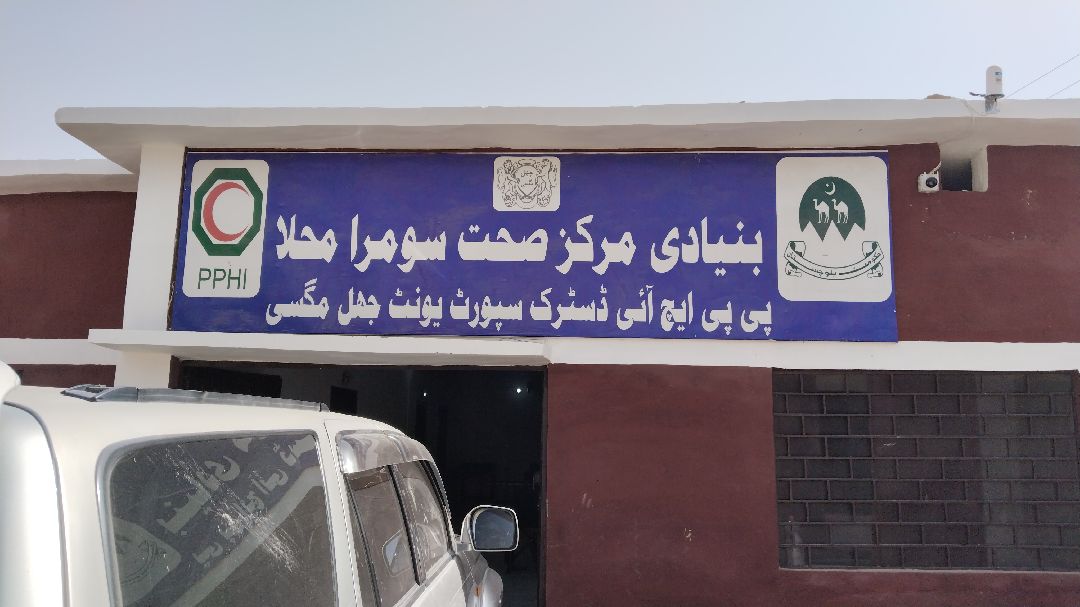 بنیادی مرکز صحت سومرا محلا
پی پی ایچ آئی ڈسٹرک سپورٹ یونٹ جھل مگسی
PPHI